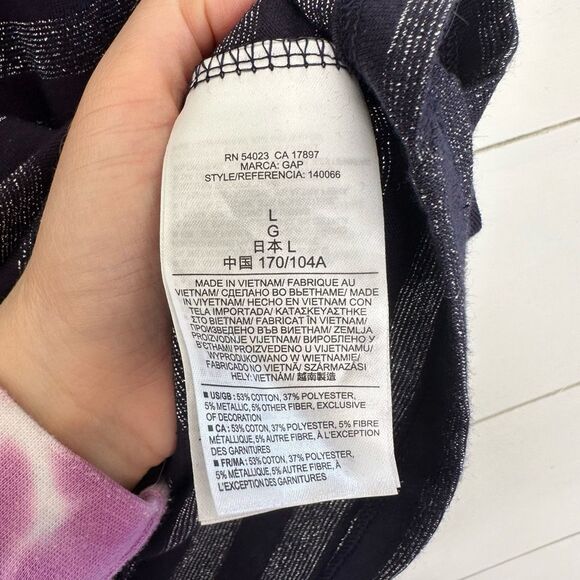 RN 54023 CA 17897
MARCA: GAP
STYLE/REFERENCIA: 140066
L
G
日本 L
中国 170/104A
MADE IN VIETNAM/ FABRIQUE AU
VIETNAM/ СДЕЛАНО ВО ВЬЕТНАМЕ/ MADE
IN VIYETNAM/ HECHO EN VIETNAM CON
TELA IMPORTADA/ ΚΑΤΑΣΚΕΥΑΣΤΗΚΕ
ΣΤΟ ΒΙΕΤΝΑΜ/ FABRICAT ÎN VIETNAM/
ПРОИЗВЕДЕНО ВЪВ ВИЕТНАМ/ ZEMLJA
PROIZVODNJE VIJETNAM/ ВИРОБЛЕНО У
В'ЄТНАМІ/ PROIZVEDENO U VIJETNAMU/
WYPRODUKOWANO W WIETNAMIE/
FABRICADO NO VIETNÃ/ SZÁRMAZÁSI
HELY: VIETNÁM/ 越南製造
■ US/GB: 53% COTTON, 37% POLYESTER,
5% METALLIC, 5% OTHER FIBER, EXCLUSIVE
OF DECORATION
■ CA : 53% COTON, 37% POLYESTER, 5% FIBRE
MÉTALLIQUE, 5% AUTRE FIBRE, À L'EXCEPTION
DES GARNITURES
■ FR/MA: 53% COTON, 37% POLYESTER,
5% MÉTALLIQUE, 5% AUTRE FIBRE, À
L'EXCEPTION DES GARNITURES